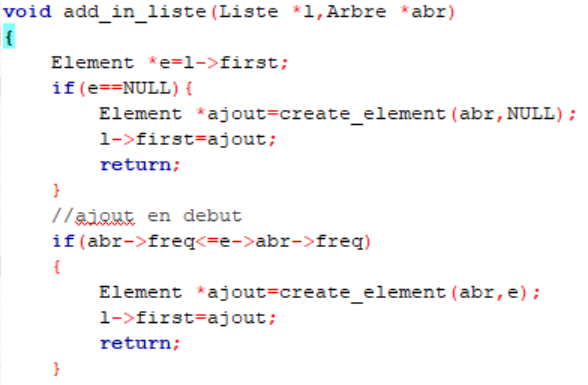 void add_in_liste(Liste *l,Arbre *abr)
{
    Element *e=l->first;
    if(e==NULL){
        Element *ajout=create_element(abr,NULL);
        l->first=ajout;
        return;
    }
    //ajout en debut
    if(abr->freq<=e->abr->freq)
    {
        Element *ajout=create_element(abr,e);
        l->first=ajout;
        return;
    }